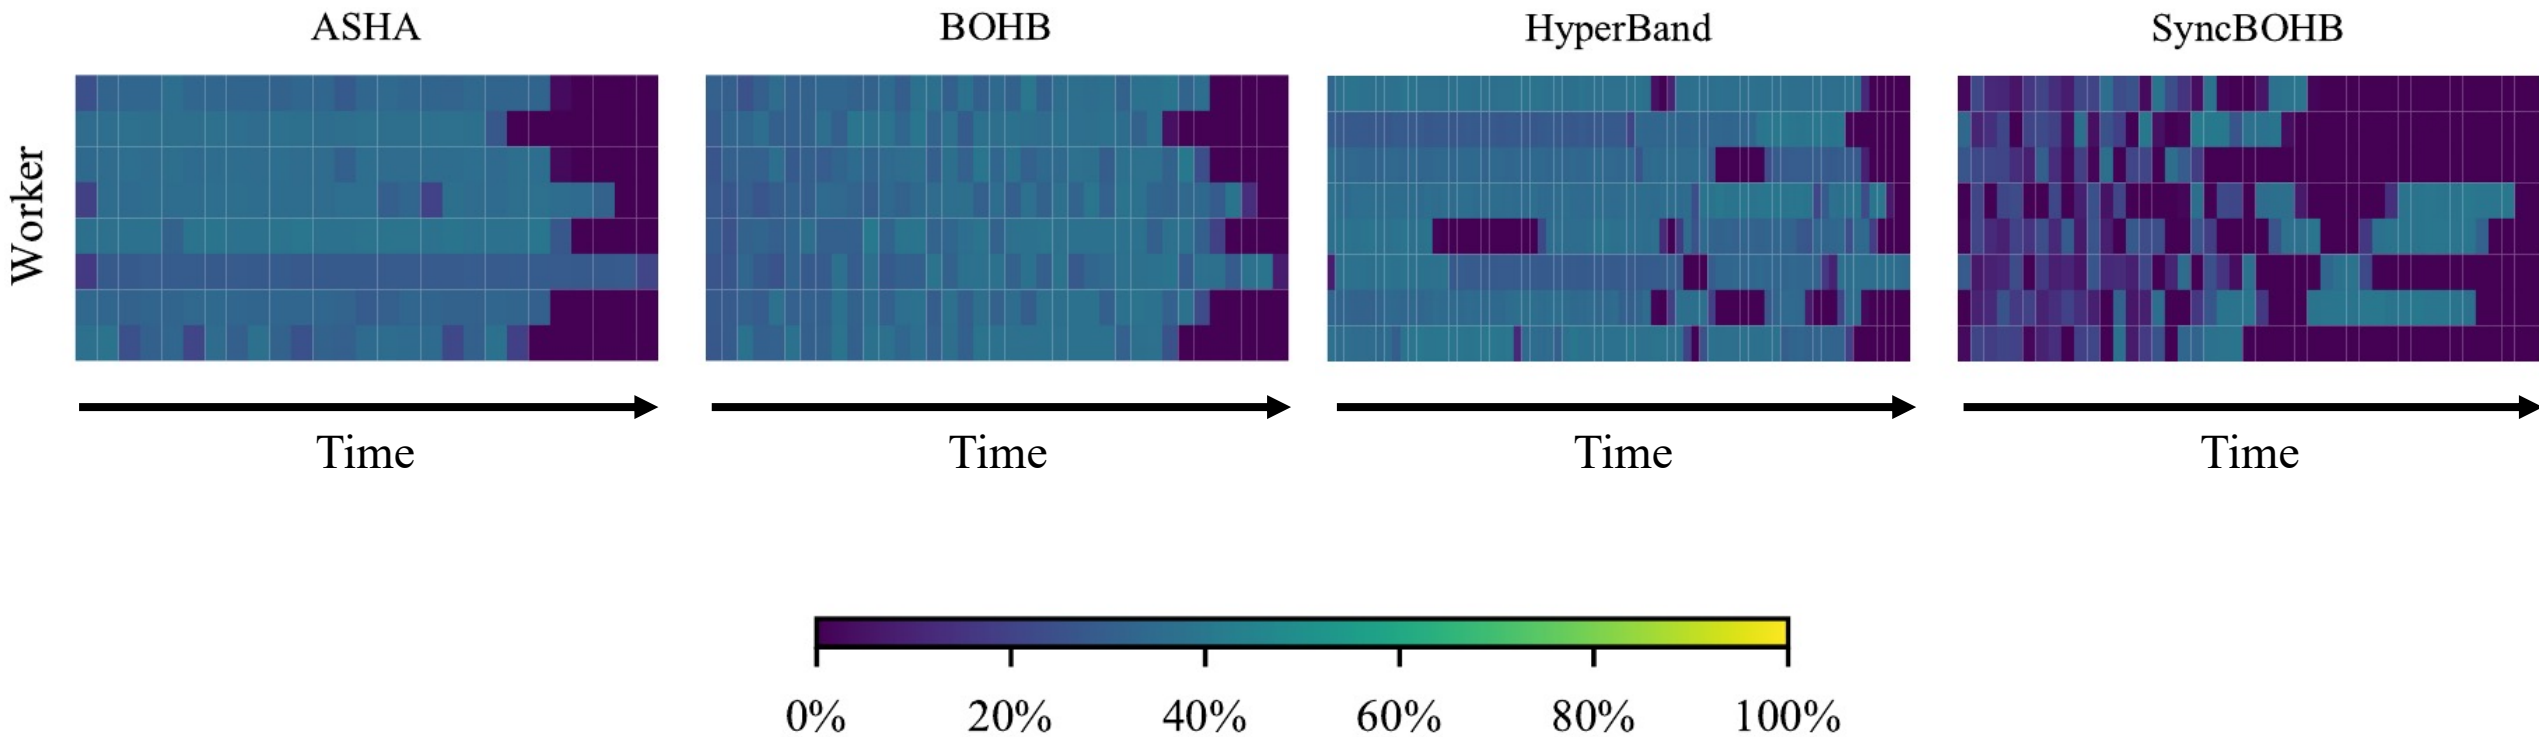 ASHA
BOHB
HyperBand
SyncBOHB
Worker
Time
Time
Time
Time
0%
20%
40%
60%
80%
100%